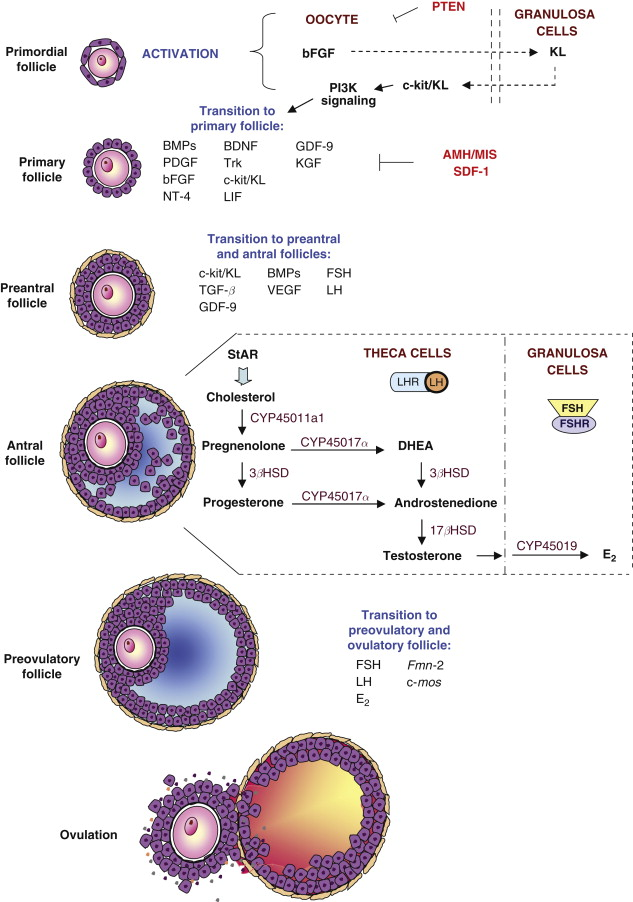 PTEN
OOCYTE
GRANULOSA
CELLS
Primordial
follicle
ACTIVATION
bFGF
KL
PI3K
signaling
c-kit/KL
Transition to
primary follicle:
Primary
follicle
BMPs BDNF GDF-9
PDGF Trk KGF
bFGF c-kit/KL
NT-4 LIF
AMH/MIS
SDF-1
Transition to preantral
and antral follicles:
Preantral
follicle
c-kit/KL BMPs FSH
TGF-β VEGF LH
GDF-9
StAR
THECA CELLS
GRANULOSA
CELLS
LHR LH
Cholesterol
FSH
FSHR
CYP45011a1
Antral
follicle
Pregnenolone CYP45017α DHEA
3βHSD 3βHSD
Progesterone CYP45017α Androstenedione
17βHSD
Testosterone CYP45019 E2
Transition to
preovulatory and
ovulatory follicle:
Preovulatory
follicle
FSH Fmn-2
LH c-mos
E2
Ovulation